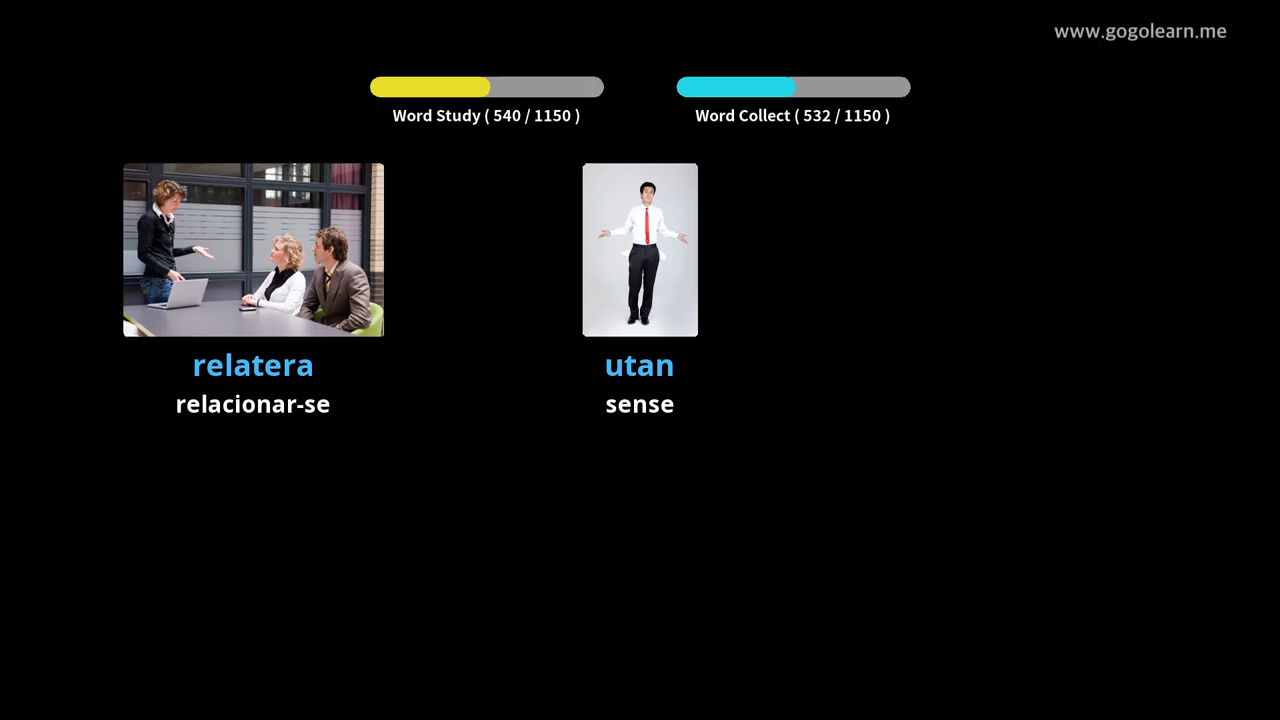 www.gogolearn.me
Word Study ( 540 / 1150 )
Word Collect ( 532 / 1150 )
relatera
relacionar-se
utan
sense